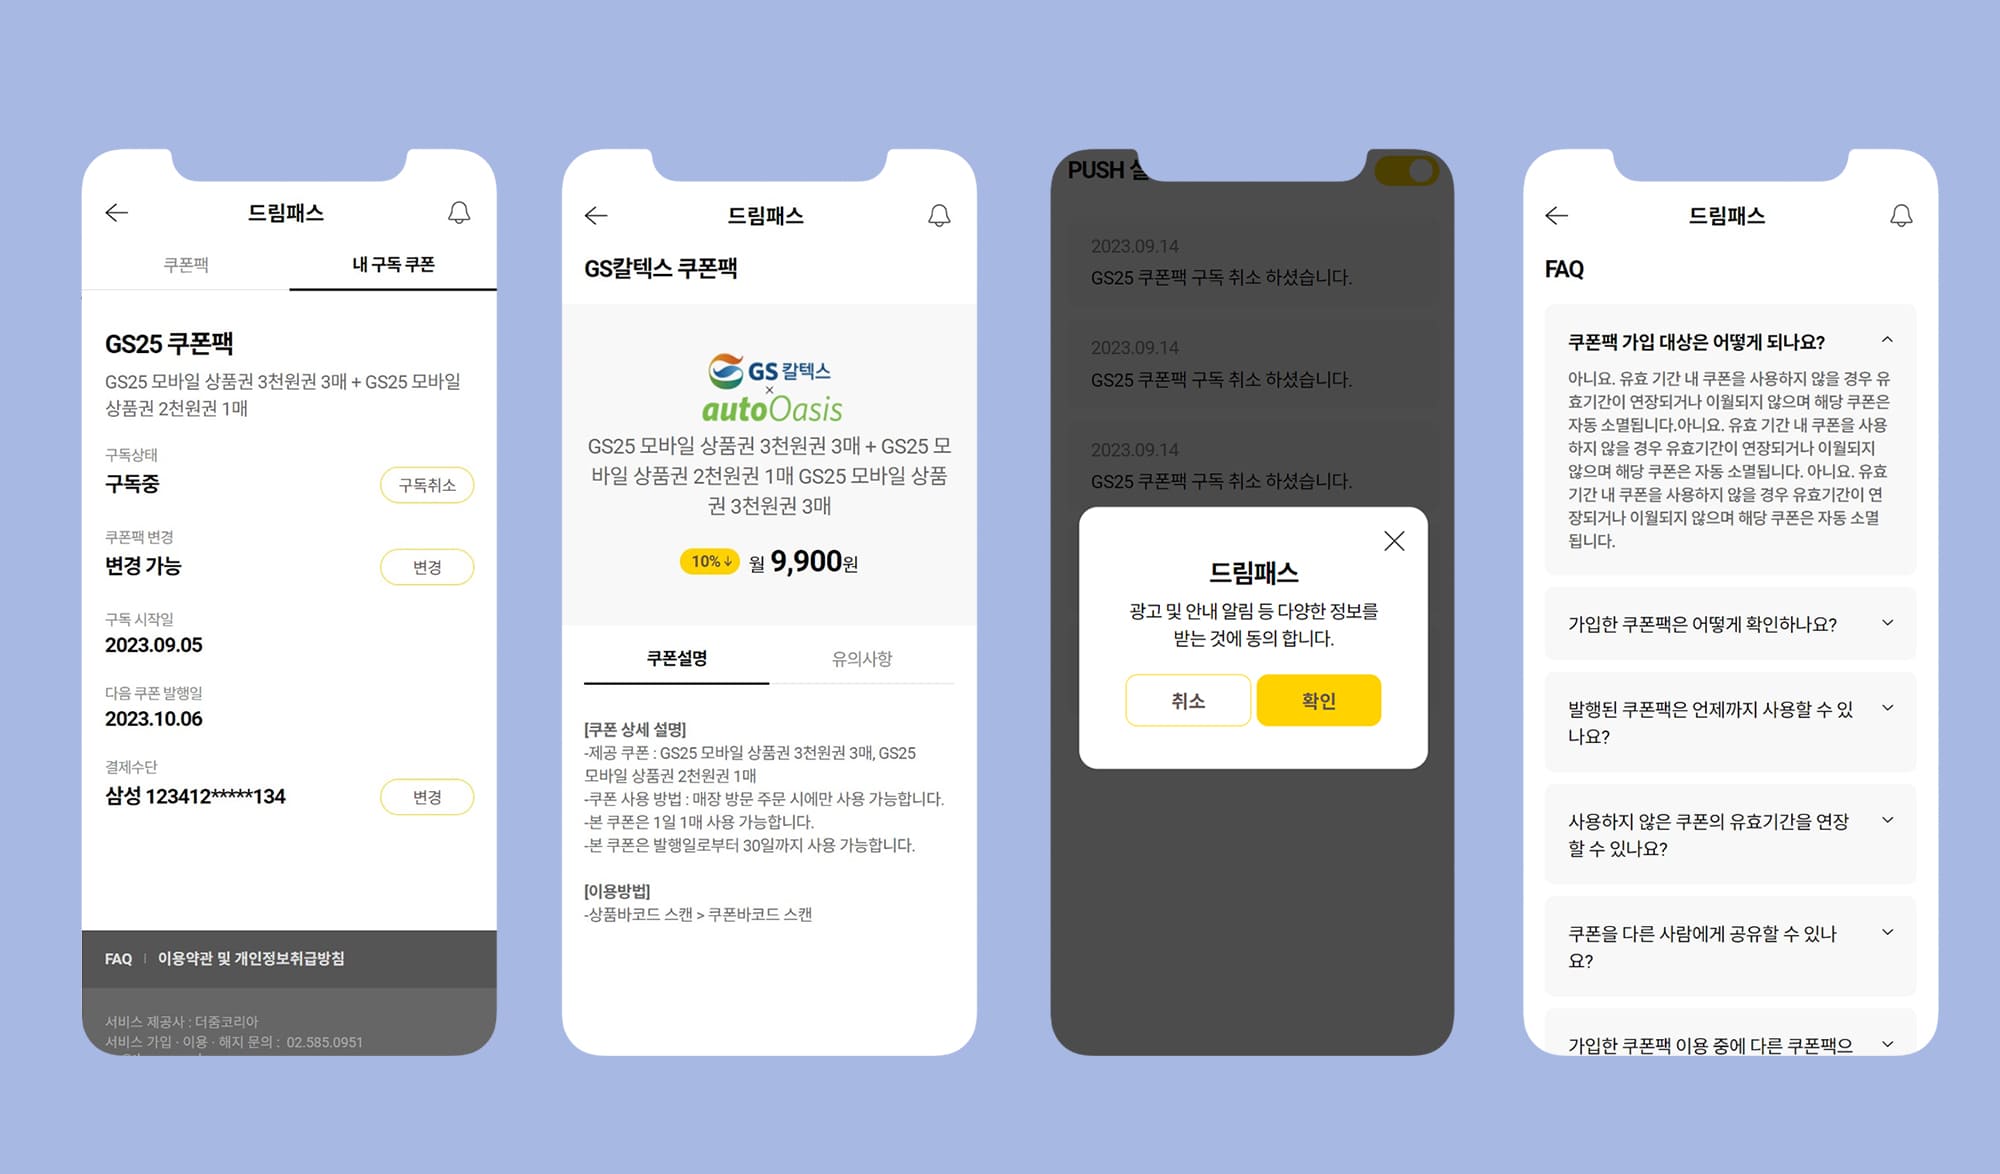 드림패스
쿠폰팩
내 구독 쿠폰
GS25 쿠폰팩
GS25 모바일 상품권 3천원권 3매 + GS25 모바일
상품권 2천원권 1매
구독상태
구독중
구독취소
쿠폰팩 변경
변경 가능
변경
구독 시작일
2023.09.05
다음 쿠폰 발행일
2023.10.06
결제수단
삼성 123412*****134
변경
FAQ | 이용약관 및 개인정보취급방침
서비스 제공사 : 더줌코리아
서비스 가입 · 이용 · 해지 문의 : 02.585.0951
드림패스
GS칼텍스 쿠폰팩
GS 칼텍스
×
autoOasis
GS25 모바일 상품권 3천원권 3매 + GS25 모
바일 상품권 2천원권 1매 GS25 모바일 상품
권 3천원권 3매
10%↓ 월 9,900원
쿠폰설명
유의사항
[쿠폰 상세 설명]
-제공 쿠폰 : GS25 모바일 상품권 3천원권 3매, GS25
모바일 상품권 2천원권 1매
-쿠폰 사용 방법 : 매장 방문 주문 시에만 사용 가능합니다.
-본 쿠폰은 1일 1매 사용 가능합니다.
-본 쿠폰은 발행일로부터 30일까지 사용 가능합니다.
[이용방법]
-상품바코드 스캔 > 쿠폰바코드 스캔
PUSH
2023.09.14
GS25 쿠폰팩 구독 취소 하셨습니다.
2023.09.14
GS25 쿠폰팩 구독 취소 하셨습니다.
2023.09.14
GS25 쿠폰팩 구독 취소 하셨습니다.
드림패스
광고 및 안내 알림 등 다양한 정보를
받는 것에 동의 합니다.
취소
확인
드림패스
FAQ
쿠폰팩 가입 대상은 어떻게 되나요?
아니요. 유효 기간 내 쿠폰을 사용하지 않을 경우 유
효기간이 연장되거나 이월되지 않으며 해당 쿠폰은
자동 소멸됩니다.아니요. 유효 기간 내 쿠폰을 사용
하지 않을 경우 유효기간이 연장되거나 이월되지
않으며 해당 쿠폰은 자동 소멸됩니다. 아니요. 유효
기간 내 쿠폰을 사용하지 않을 경우 유효기간이 연
장되거나 이월되지 않으며 해당 쿠폰은 자동 소멸
됩니다.
가입한 쿠폰팩은 어떻게 확인하나요?
발행된 쿠폰팩은 언제까지 사용할 수 있
나요?
사용하지 않은 쿠폰의 유효기간을 연장
할 수 있나요?
쿠폰을 다른 사람에게 공유할 수 있나
요?
가입한 쿠폰팩 이용 중에 다른 쿠폰팩으